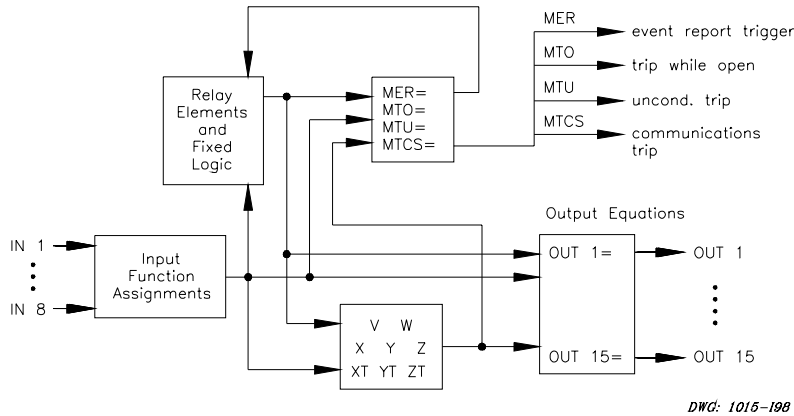 MER
event report trigger
MTO
trip while open
MTU
uncond. trip
MTCS
communications
trip
Relay
Elements
and
Fixed
Logic
MER=
MTO=
MTU=
MTCS=
Output Equations
IN 1
IN 8
Input
Function
Assignments
OUT 1=
OUT 1
V W
X Y Z
XT YT ZT
OUT 15=
OUT 15
DWG: 1015-I98